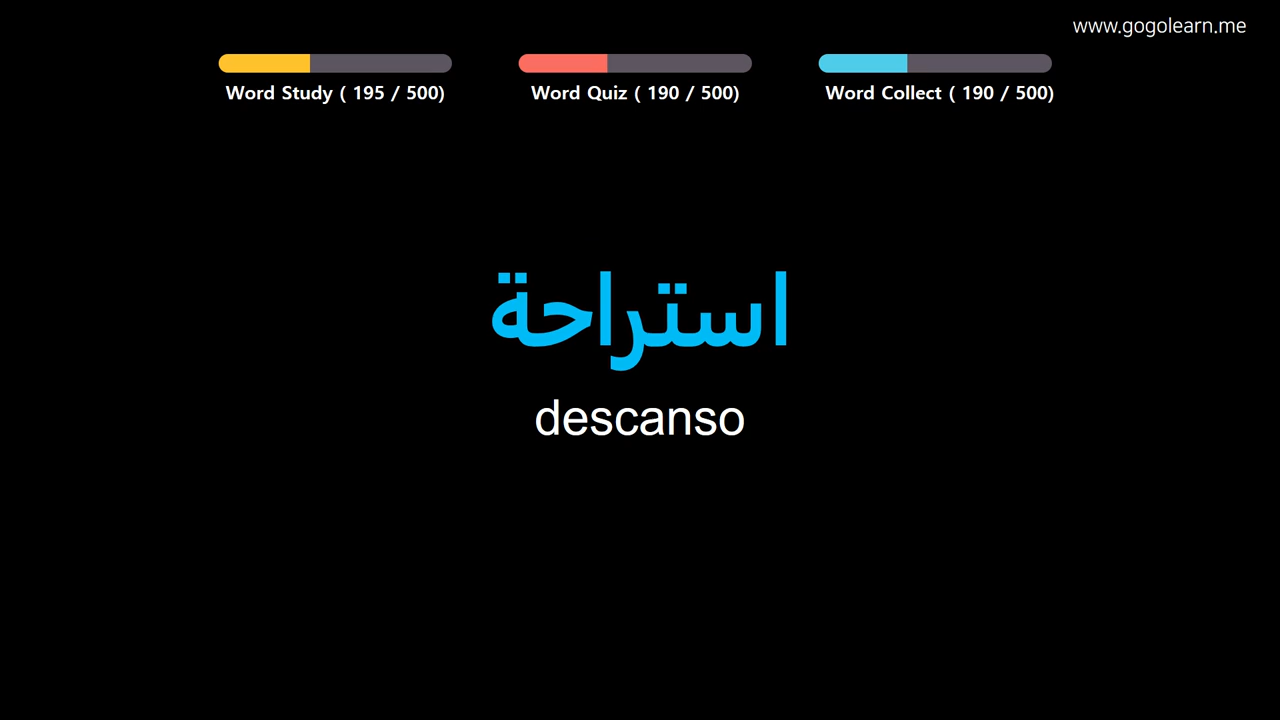 www.gogolearn.me
Word Study ( 195 / 500)
Word Quiz ( 190 / 500)
Word Collect ( 190 / 500)
استراحة
descanso